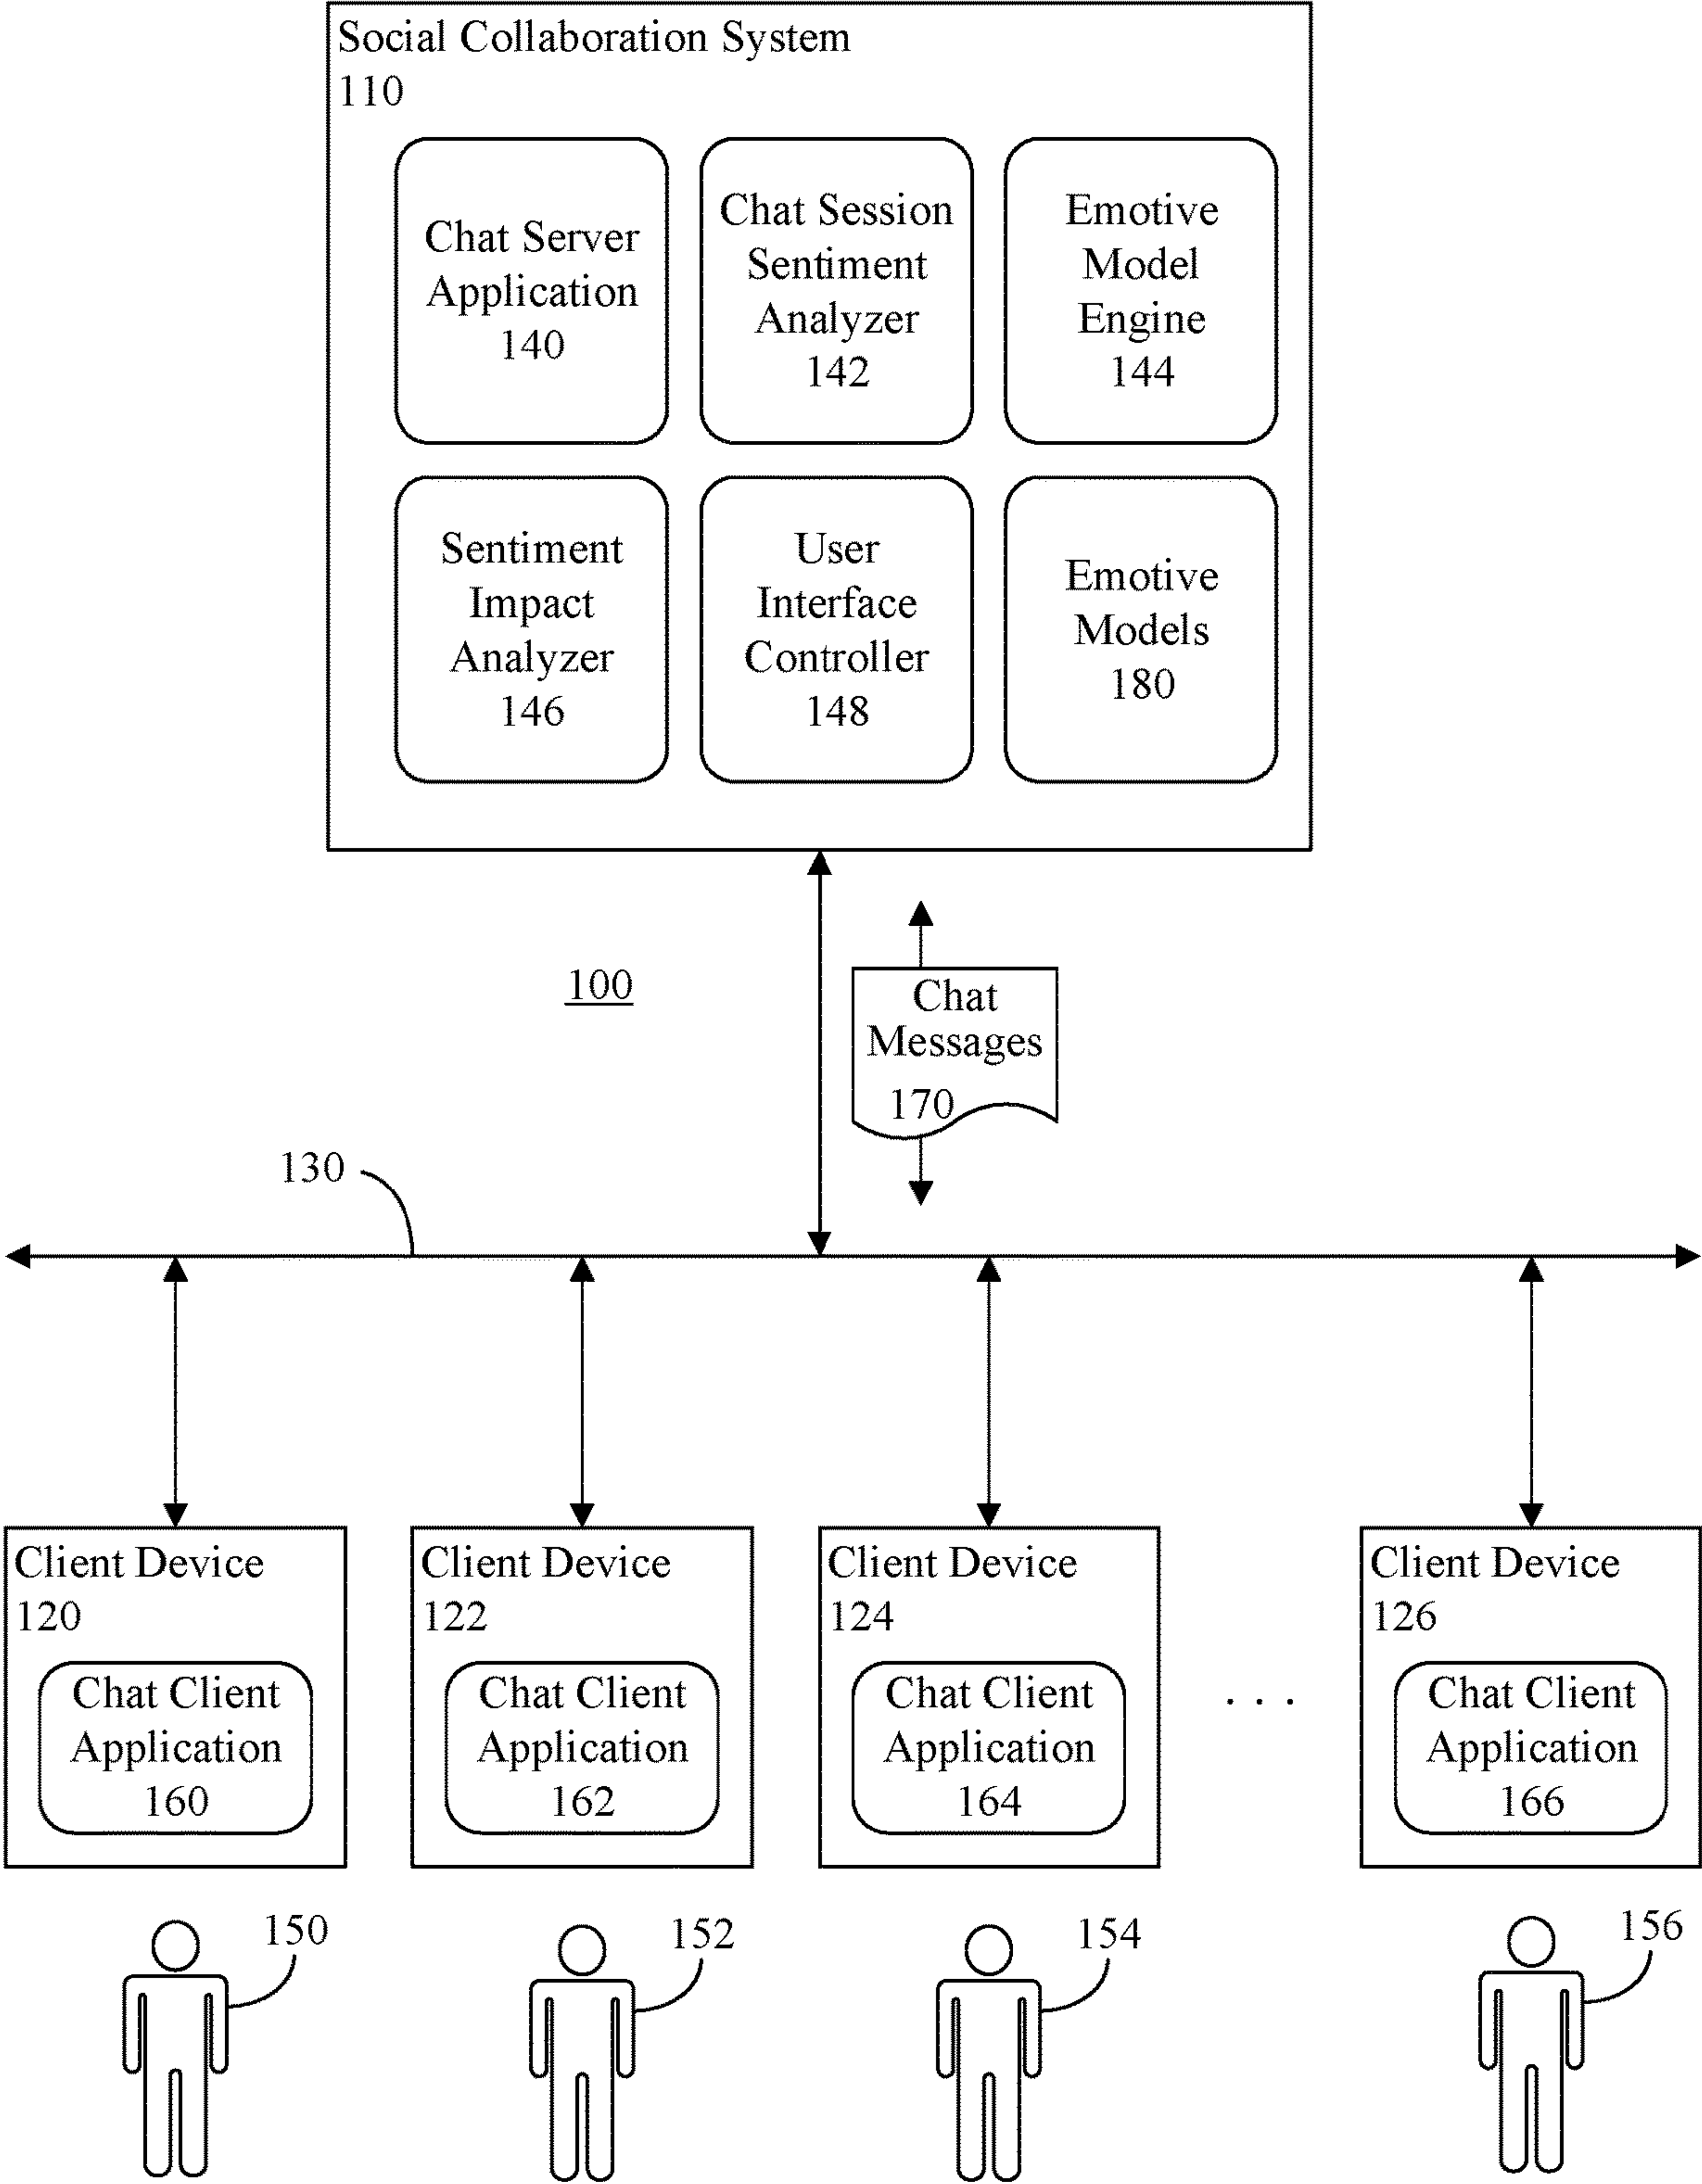 Social Collaboration System
110
Chat Server
Application
140
Chat Session
Sentiment
Analyzer
142
Emotive
Model
Engine
144
Sentiment
Impact
Analyzer
146
User
Interface
Controller
148
Emotive
Models
180
100
Chat
Messages
170
130
Client Device
120
Chat Client
Application
160
Client Device
122
Chat Client
Application
162
Client Device
124
Chat Client
Application
164
. . .
Client Device
126
Chat Client
Application
166
150
152
154
156